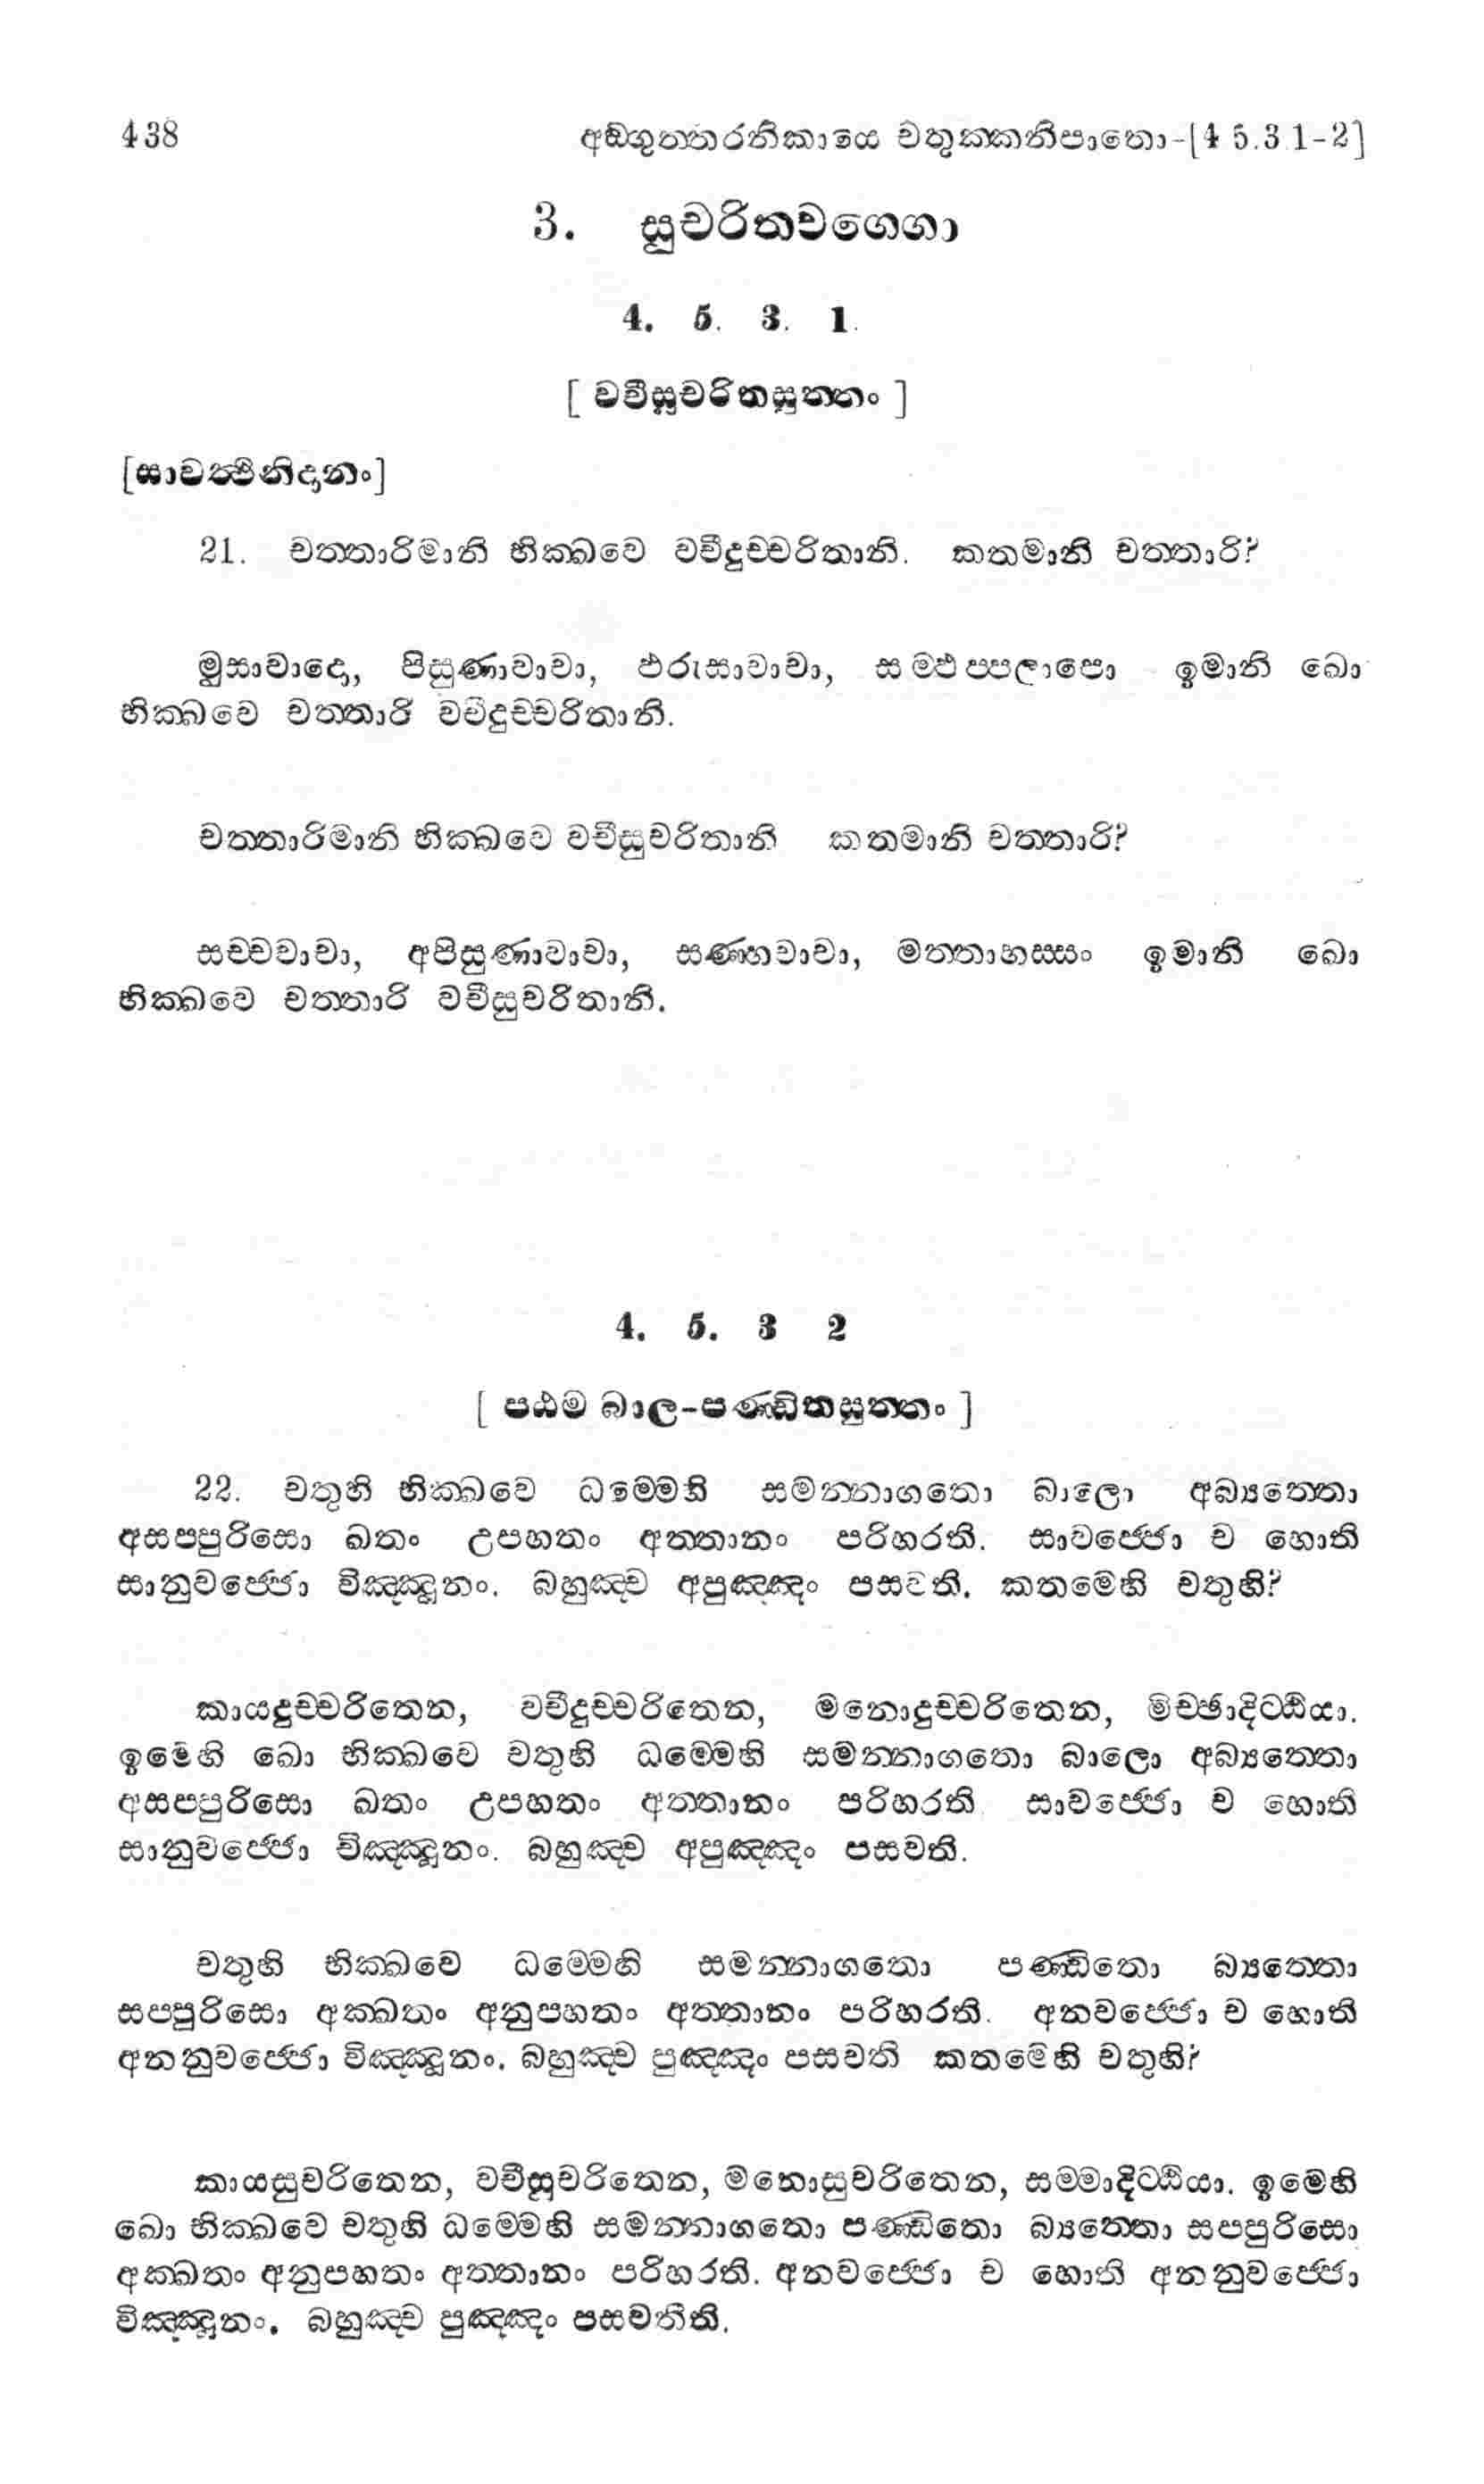 438 අඞ්ගුත්තරනිකායෙ චතුක්කනිපාතො-[4 5.3 1-2]
3. සුචරිතවග්ගො
4. 5. 3. 1.
[ වචීසුචරිතසුත්තං ]
[සාවත්ථිනිදානං]
21. චත්තාරිමානි භික්ඛවෙ වචීදුච්චරිතානි. කතමානි චත්තාරි?
මුසාවාදො, පිසුණාවාචා, ඵරුසාවාචා, සම්ඵප්පලාපො ඉමානි ඛො
භික්ඛවෙ චත්තාරි වචීදුච්චරිතානි.
චත්තාරිමානි භික්ඛවෙ වචීසුචරිතානි කතමානි චත්තාරි?
සච්චවාචා, අපිසුණාවාචා, සණ්හවාචා, මත්තාභස්සං ඉමානි ඛො
භික්ඛවෙ චත්තාරි වචීසුචරිතානි.
4. 5. 3 2
[ පඨම බාල-පණ්ඩිතසුත්තං ]
22. චතුහි භික්ඛවෙ ධම්මෙහි සමන්නාගතො බාලො අබ්‍යත්තො
අසප්පුරිසො ඛතං උපහතං අත්තානං පරිහරති. සාවජ්ජො ච හොති
සානුවජ්ජො විඤ්ඤූනං. බහුඤ්ච අපුඤ්ඤං පසවති. කතමෙහි චතුහි?
කායදුච්චරිතෙන, වචීදුච්චරිතෙන, මනොදුච්චරිතෙන, මිච්ඡාදිට්ඨියා.
ඉමෙහි ඛො භික්ඛවෙ චතුහි ධම්මෙහි සමන්නාගතො බාලො අබ්‍යත්තො
අසප්පුරිසො ඛතං උපහතං අත්තානං පරිහරති. සාවජ්ජො ච හොති
සානුවජ්ජො විඤ්ඤූනං. බහුඤ්ච අපුඤ්ඤං පසවති.
චතුහි භික්ඛවෙ ධම්මෙහි සමන්නාගතො පණ්ඩිතො බ්‍යත්තො
සප්පුරිසො අක්ඛතං අනුපහතං අත්තානං පරිහරති. අනවජ්ජො ච හොති
අනනුවජ්ජො විඤ්ඤූනං. බහුඤ්ච පුඤ්ඤං පසවති කතමෙහි චතුහි?
කායසුචරිතෙන, වචීසුචරිතෙන, මනොසුචරිතෙන, සම්මාදිට්ඨියා. ඉමෙහි
ඛො භික්ඛවෙ චතුහි ධම්මෙහි සමන්නාගතො පණ්ඩිතො බ්‍යත්තො සප්පුරිසො
අක්ඛතං අනුපහතං අත්තානං පරිහරති. අනවජ්ජො ච හොති අනනුවජ්ජො
විඤ්ඤූනං. බහුඤ්ච පුඤ්ඤං පසවතීති.